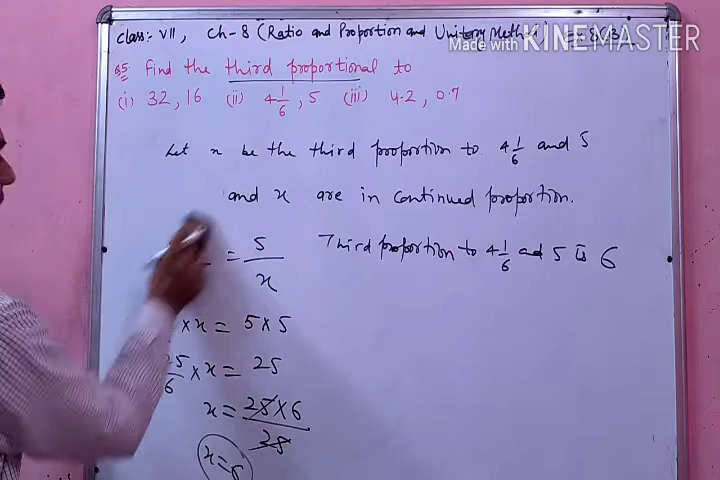 Class:- VII, Ch-8 (Ratio and Proportion and Unitary Meth
Made with KINEMASTER
Q5. Find the third proportional to
(i) 32, 16 (ii) 4 1/6, 5 (iii) 4.2, 0.7
Let x be the third proportion to 4 1/6 and 5
and x are in continued proportion.
= 5/x Third proportion to 4 1/6 and 5 is 6
× x = 5 × 5
25/6 × x = 25
x = 25×6/25
x = 6